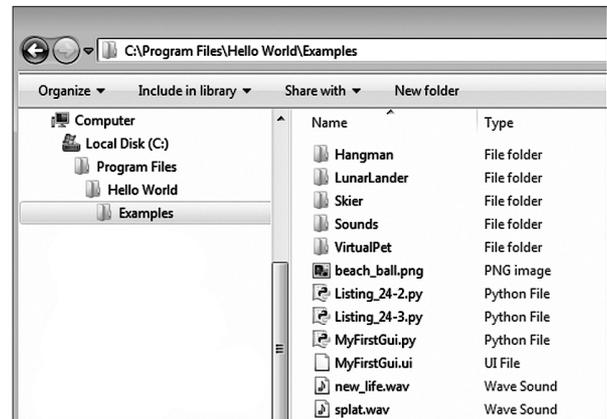 C:\Program Files\Hello World\Examples
Organize Include in library Share with New folder
Computer
Local Disk (C:)
Program Files
Hello World
Examples
Name Type
Hangman File folder
LunarLander File folder
Skier File folder
Sounds File folder
VirtualPet File folder
beach_ball.png PNG image
Listing_24-2.py Python File
Listing_24-3.py Python File
MyFirstGui.py Python File
MyFirstGui.ui UI File
new_life.wav Wave Sound
splat.wav Wave Sound